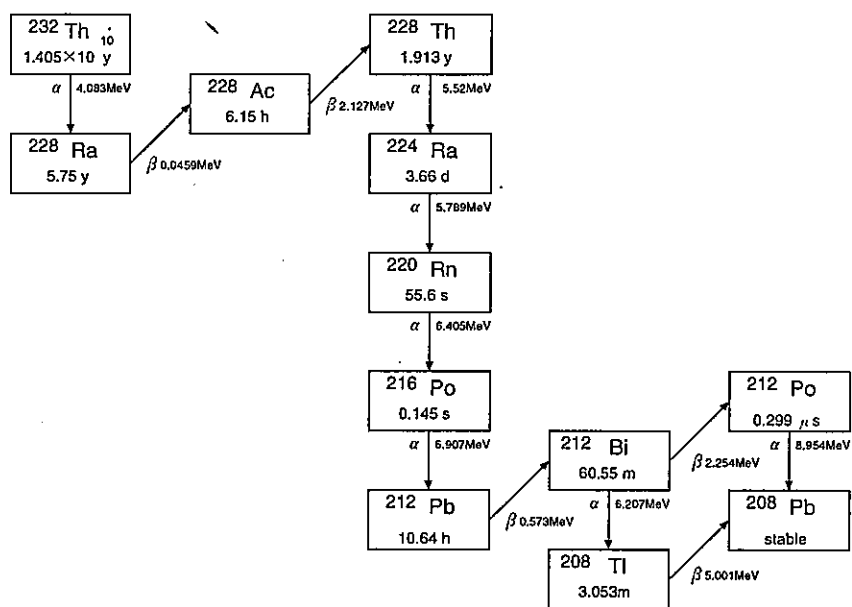 232 Th
1.405×10 10 y
α 4.083MeV
228 Ra
5.75 y
β 0.0459MeV
228 Ac
6.15 h
β 2.127MeV
228 Th
1.913 y
α 5.52MeV
224 Ra
3.66 d
α 5.789MeV
220 Rn
55.6 s
α 6.405MeV
216 Po
0.145 s
α 6.907MeV
212 Pb
10.64 h
β 0.573MeV
212 Bi
60.55 m
α 6.207MeV
β 2.254MeV
212 Po
0.299 μ s
α 8.954MeV
208 Pb
stable
208 Tl
3.053m
β 5.001MeV